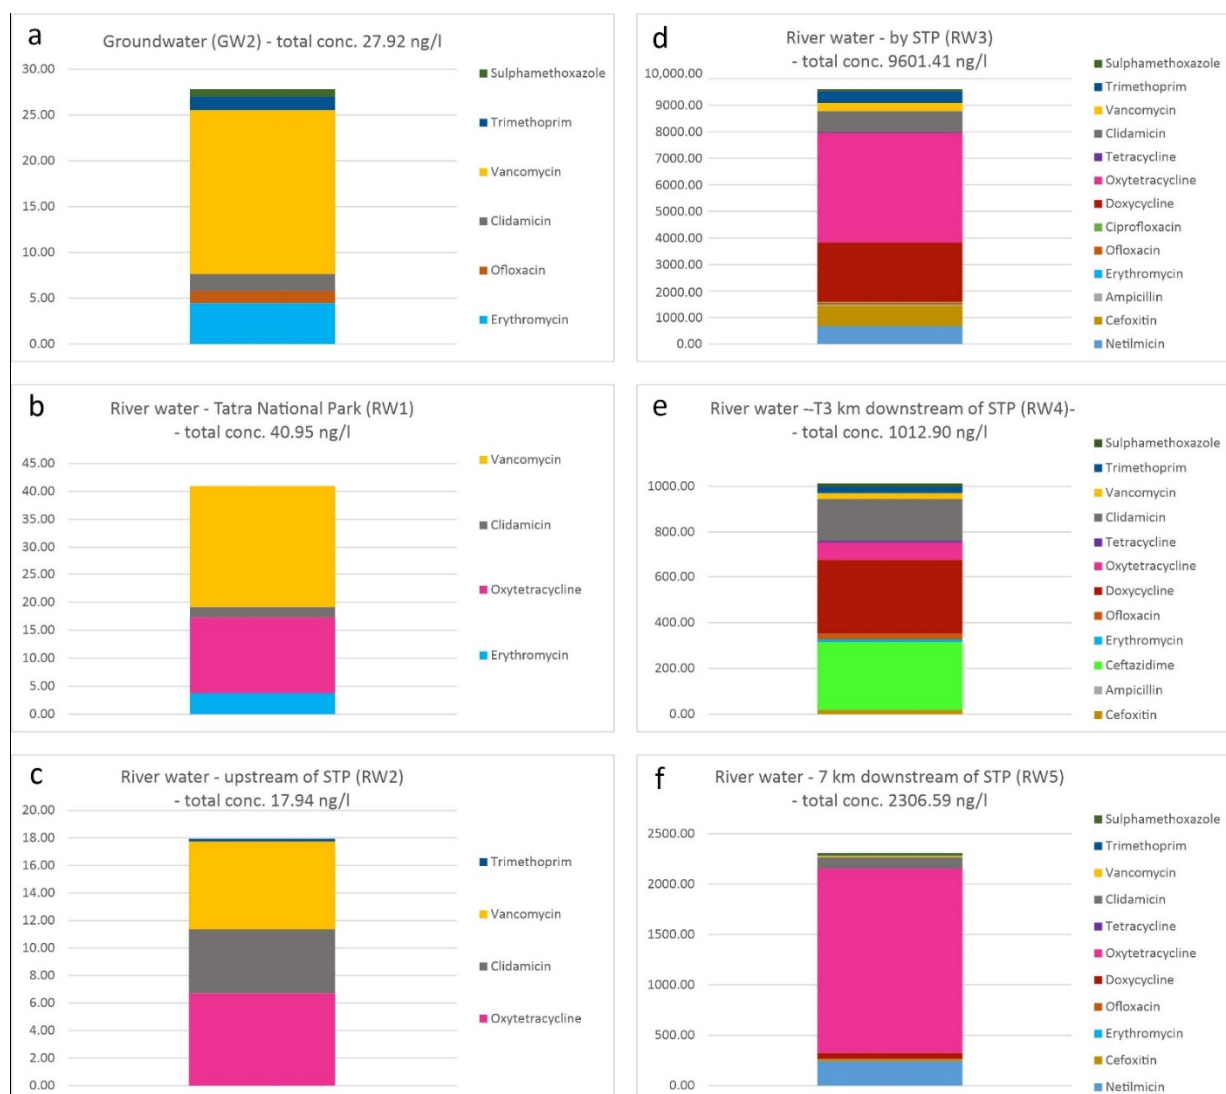 a
Groundwater (GW2) - total conc. 27.92 ng/l
30.00
25.00
20.00
15.00
10.00
5.00
0.00
Sulphamethoxazole
Trimethoprim
Vancomycin
Clidamicin
Ofloxacin
Erythromycin
b
River water - Tatra National Park (RW1)
- total conc. 40.95 ng/l
45.00
40.00
35.00
30.00
25.00
20.00
15.00
10.00
5.00
0.00
Vancomycin
Clidamicin
Oxytetracycline
Erythromycin
c
River water - upstream of STP (RW2)
- total conc. 17.94 ng/l
20.00
18.00
16.00
14.00
12.00
10.00
8.00
6.00
4.00
2.00
0.00
Trimethoprim
Vancomycin
Clidamicin
Oxytetracycline
d
River water - by STP (RW3)
- total conc. 9601.41 ng/l
10,000.00
9000.00
8000.00
7000.00
6000.00
5000.00
4000.00
3000.00
2000.00
1000.00
0.00
Sulphamethoxazole
Trimethoprim
Vancomycin
Clidamicin
Tetracycline
Oxytetracycline
Doxycycline
Ciprofloxacin
Ofloxacin
Erythromycin
Ampicillin
Cefoxitin
Netilmicin
e
River water -~T3 km downstream of STP (RW4)-
- total conc. 1012.90 ng/l
1000.00
800.00
600.00
400.00
200.00
0.00
Sulphamethoxazole
Trimethoprim
Vancomycin
Clidamicin
Tetracycline
Oxytetracycline
Doxycycline
Ofloxacin
Erythromycin
Ceftazidime
Ampicillin
Cefoxitin
f
River water - 7 km downstream of STP (RW5)
- total conc. 2306.59 ng/l
2500.00
2000.00
1500.00
1000.00
500.00
0.00
Sulphamethoxazole
Trimethoprim
Vancomycin
Clidamicin
Tetracycline
Oxytetracycline
Doxycycline
Ofloxacin
Erythromycin
Cefoxitin
Netilmicin